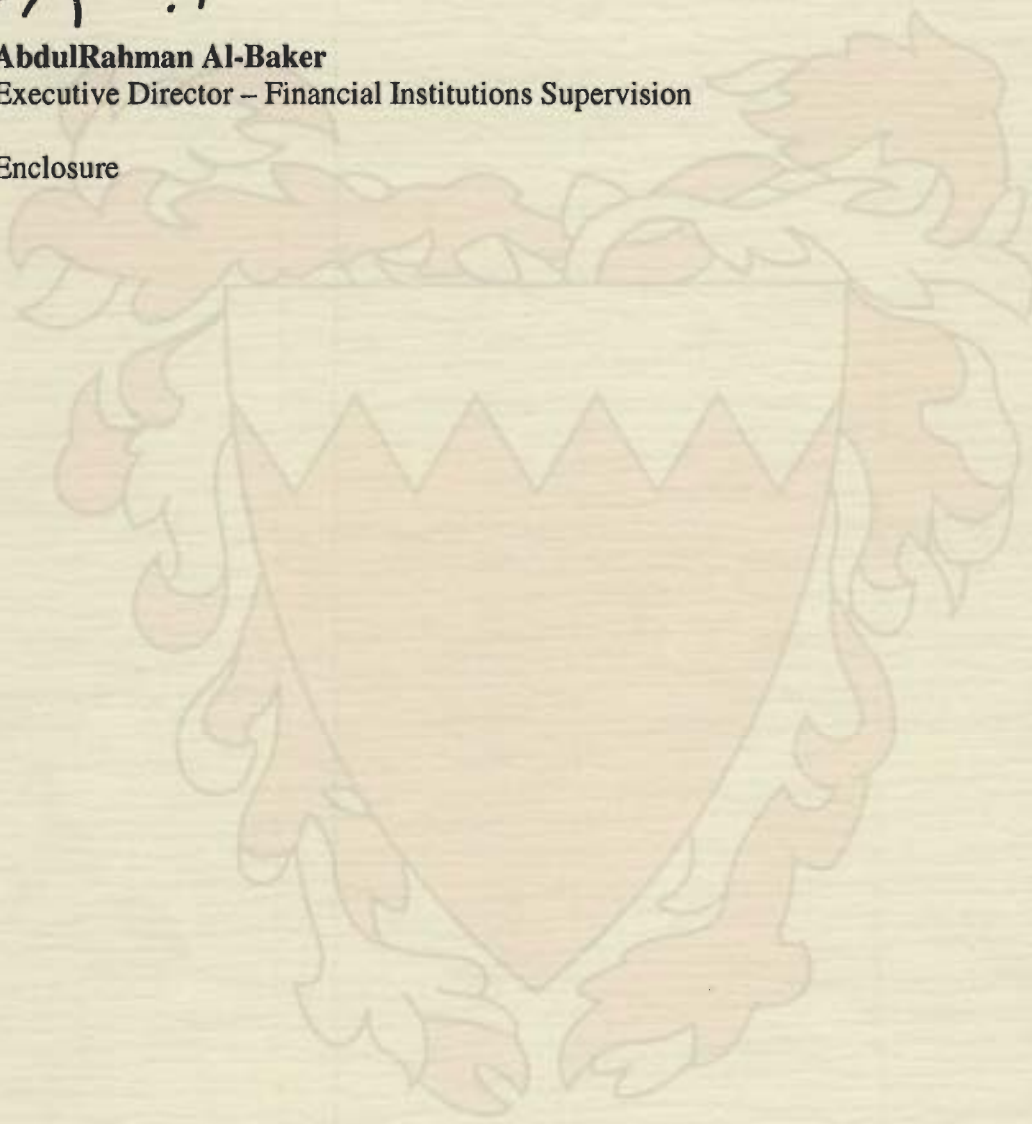 AbdulRahman Al-Baker
Executive Director – Financial Institutions Supervision
Enclosure